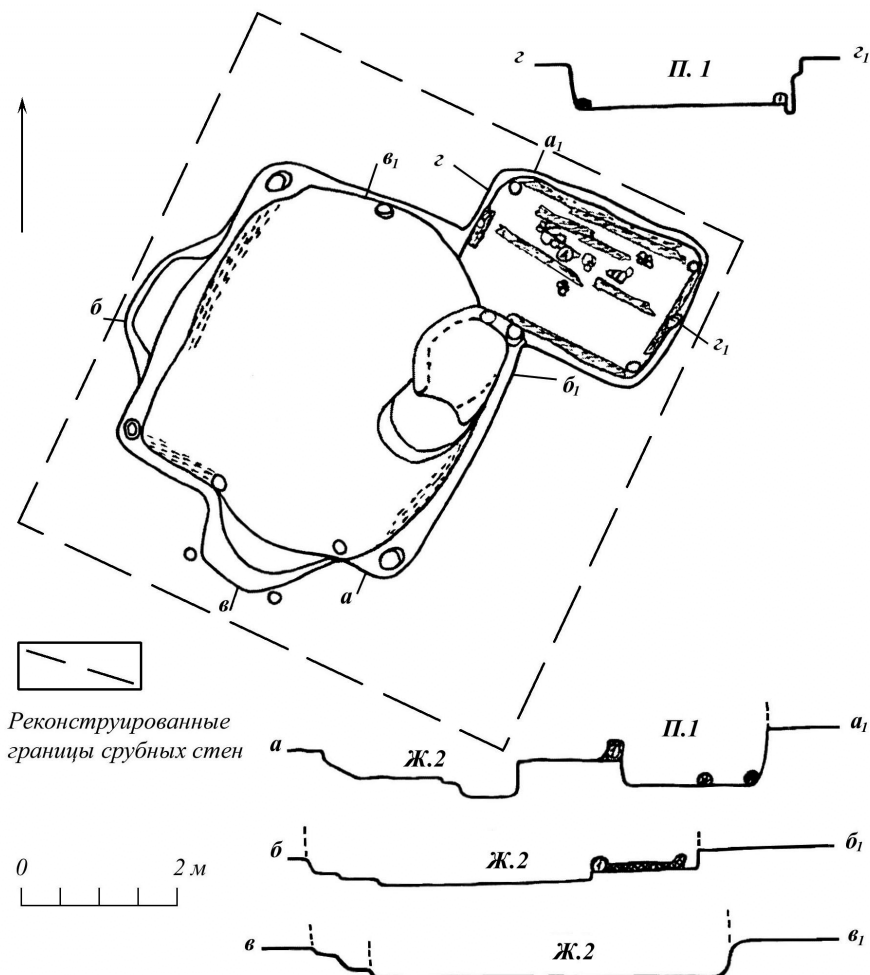 г
П. 1
г₁
а₁
в₁
г
б
г₁
б₁
в
а
Реконструированные
границы срубных стен
П.1
а₁
а
Ж.2
0
2 м
б
Ж.2
б₁
в
Ж.2
в₁